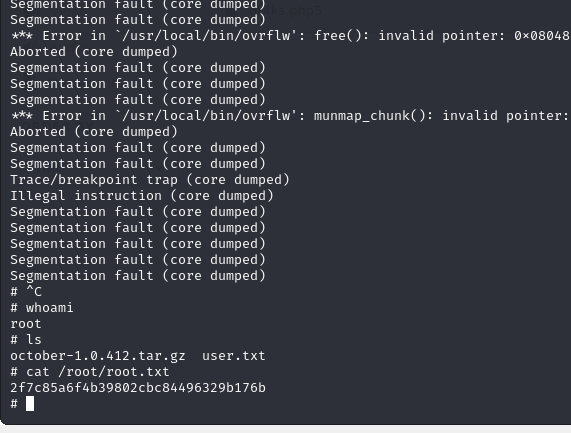 Segmentation fault (core dumped)
Segmentation fault (core dumped)
*** Error in `/usr/local/bin/ovrflw': free(): invalid pointer: 0×08048
Aborted (core dumped)
Segmentation fault (core dumped)
Segmentation fault (core dumped)
Segmentation fault (core dumped)
*** Error in `/usr/local/bin/ovrflw': munmap_chunk(): invalid pointer:
Aborted (core dumped)
Segmentation fault (core dumped)
Segmentation fault (core dumped)
Trace/breakpoint trap (core dumped)
Illegal instruction (core dumped)
Segmentation fault (core dumped)
Segmentation fault (core dumped)
Segmentation fault (core dumped)
Segmentation fault (core dumped)
Segmentation fault (core dumped)
# ^C
# whoami
root
# ls
october-1.0.412.tar.gz  user.txt
# cat /root/root.txt
2f7c85a6f4b39802cbc84496329b176b
#